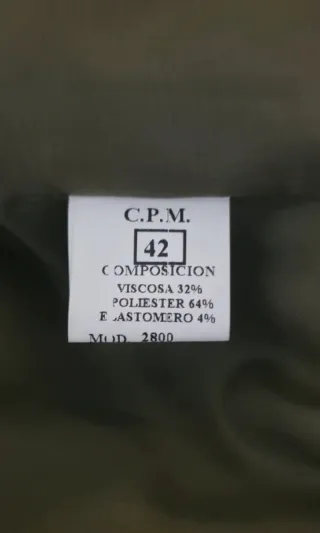 C.P.M.
42
COMPOSICION
VISCOSA 32%
POLIESTER 64%
ELASTOMERO 4%
MOD. 2800